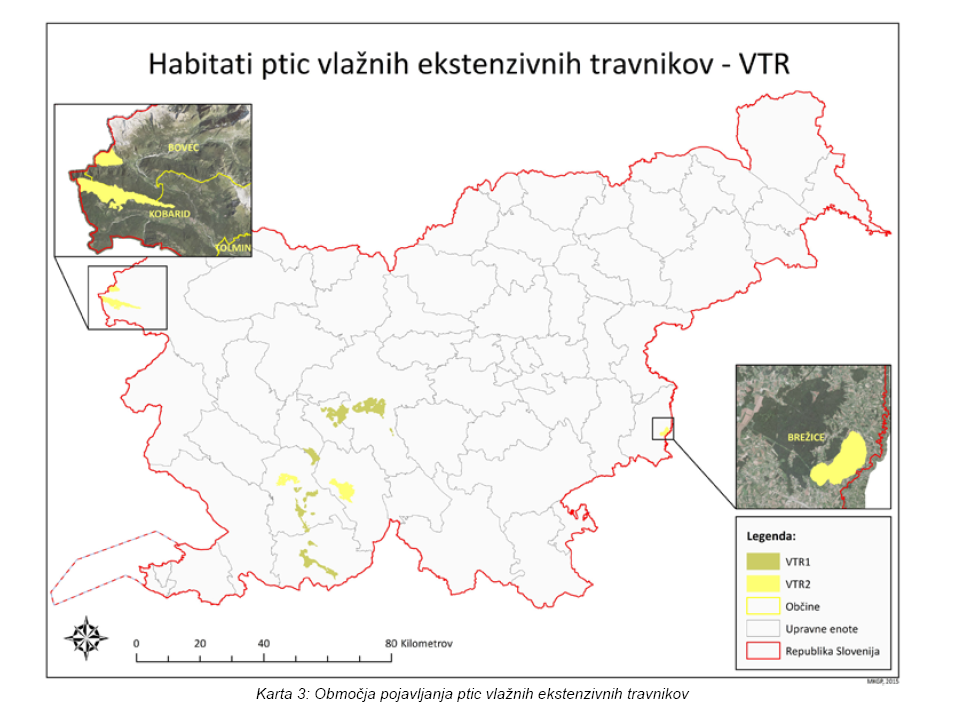 Habitati ptic vlažnih ekstenzivnih travnikov - VTR
BOVEC
KOBARID
TOLMIN
BREŽICE
Legenda:
VTR1
VTR2
Občine
Upravne enote
Republika Slovenija
0 20 40 80 Kilometrov
MKGP, 2015
Karta 3: Območja pojavljanja ptic vlažnih ekstenzivnih travnikov